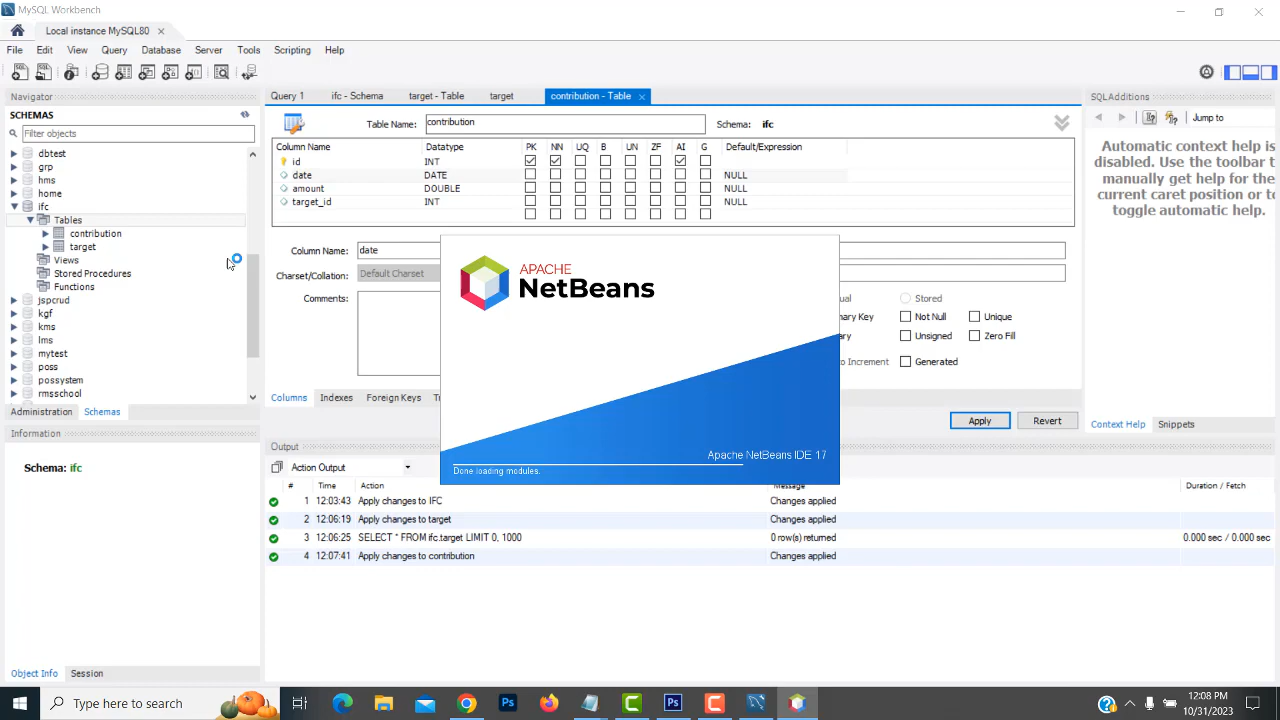 MySQL Workbench
Local instance MySQL80
File Edit View Query Database Server Tools Scripting Help
Navigator
SCHEMAS
Filter objects
dbtest
grp
hms
home
ifc
Tables
contribution
target
Views
Stored Procedures
Functions
jspcrud
kgf
kms
lms
mytest
poss
possystem
rmsschool
Administration Schemas
Information
Schema: ifc
Object Info Session
Query 1 ifc - Schema target - Table target contribution - Table
Table Name: contribution Schema: ifc
Column Name Datatype PK NN UQ B UN ZF AI G Default/Expression
id INT
date DATE NULL
amount DOUBLE NULL
target_id INT NULL
Column Name: date
Charset/Collation: Default Charset
Comments:
Stored
Not Null Unique
Unsigned Zero Fill
Generated
Columns Indexes Foreign Keys
Apply Revert
APACHE
NetBeans
Apache NetBeans IDE 17
Done loading modules.
Output
Action Output
# Time Action Message Duration / Fetch
1 12:03:43 Apply changes to IFC Changes applied
2 12:06:19 Apply changes to target Changes applied
3 12:06:25 SELECT * FROM ifc.target LIMIT 0, 1000 0 row(s) returned 0.000 sec / 0.000 sec
4 12:07:41 Apply changes to contribution Changes applied
SQLAdditions
Jump to
Automatic context help is
disabled. Use the toolbar t
manually get help for the
current caret position or to
toggle automatic help.
Context Help Snippets
Type here to search
12:08 PM
10/31/2023